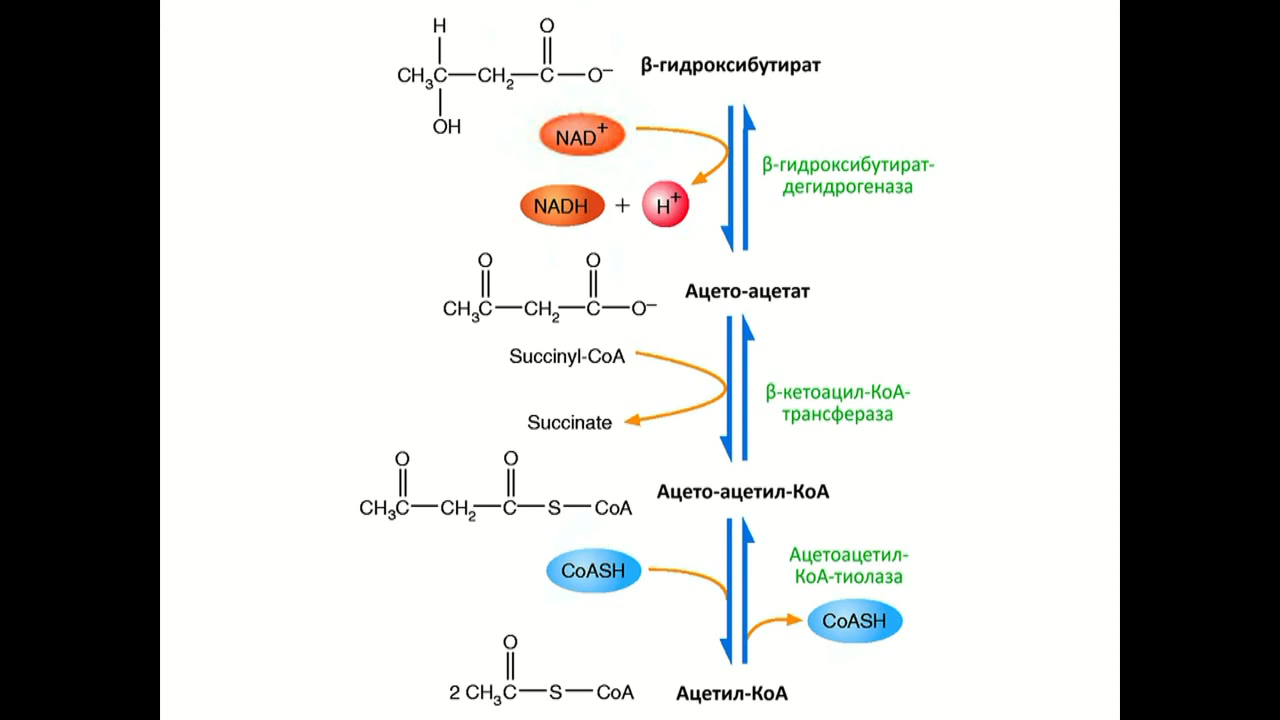 H
O
CH₃C—CH₂—C—O⁻
OH
β-гидроксибутират
NAD⁺
NADH + H⁺
β-гидроксибутират-
дегидрогеназа
O
O
CH₃C—CH₂—C—O⁻
Ацето-ацетат
Succinyl-CoA
Succinate
β-кетоацил-КоА-
трансфераза
O
O
CH₃C—CH₂—C—S—CoA
Ацето-ацетил-КоА
CoASH
Ацетоацетил-
КоА-тиолаза
CoASH
O
2 CH₃C—S—CoA
Ацетил-КоА